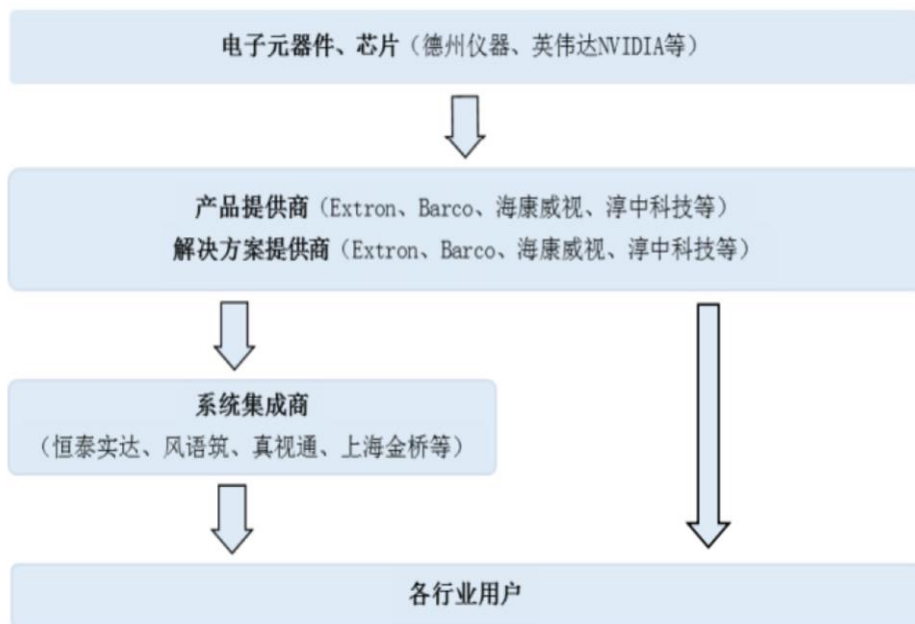 电子元器件、芯片（德州仪器、英伟达NVIDIA等）
产品提供商（Extron、Barco、海康威视、淳中科技等）
解决方案提供商（Extron、Barco、海康威视、淳中科技等）
系统集成商
（恒泰实达、风语筑、真视通、上海金桥等）
各行业用户